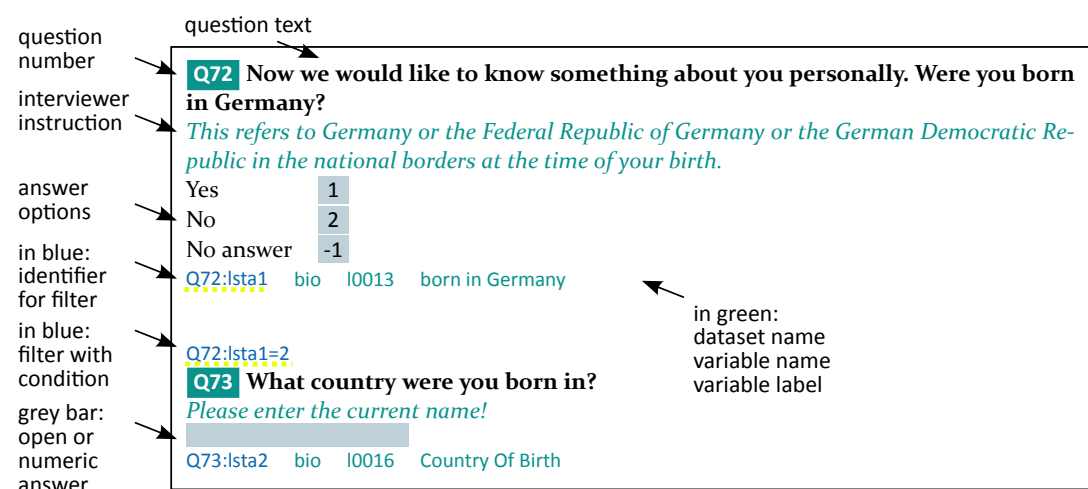 question text
question
number
Q72 Now we would like to know something about you personally. Were you born
in Germany?
interviewer
instruction
This refers to Germany or the Federal Republic of Germany or the German Democratic Re-
public in the national borders at the time of your birth.
answer
options
Yes 1
No 2
No answer -1
in blue:
identifier
for filter
Q72:lsta1 bio l0013 born in Germany
in green:
dataset name
variable name
variable label
in blue:
filter with
condition
Q72:lsta1=2
Q73 What country were you born in?
Please enter the current name!
grey bar:
open or
numeric
answer
Q73:lsta2 bio l0016 Country Of Birth